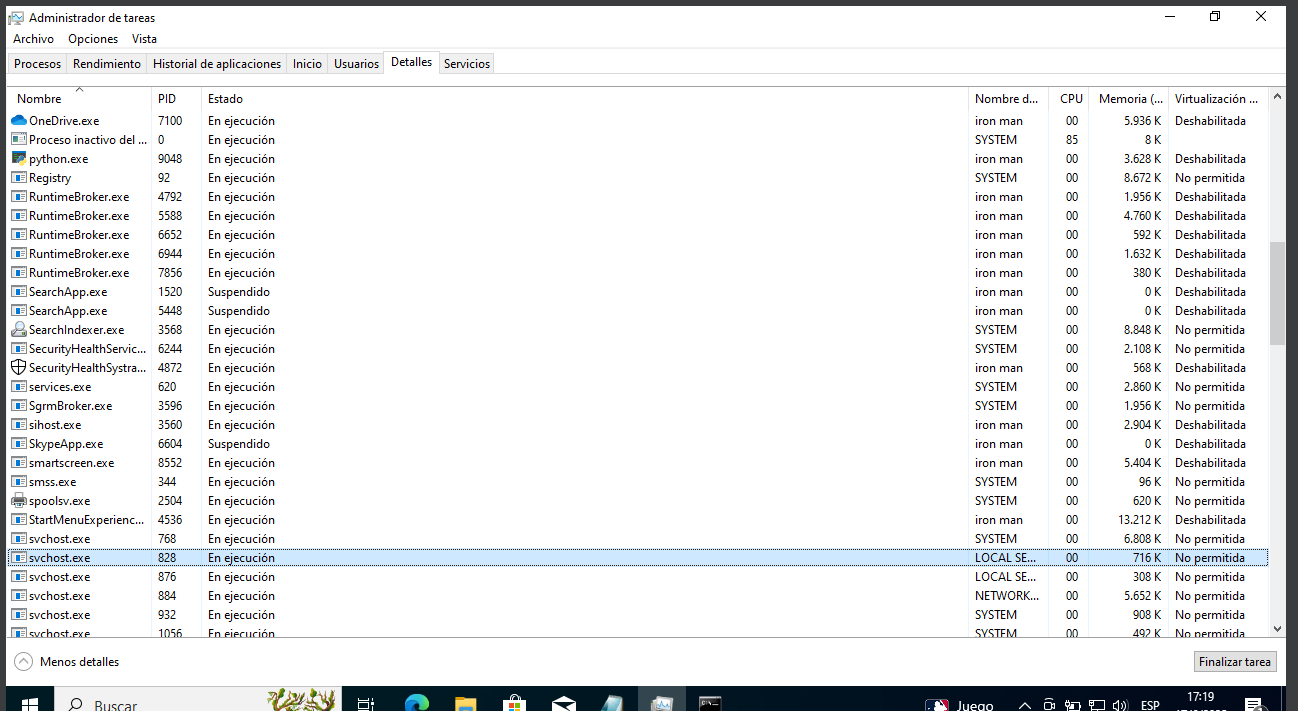 Administrador de tareas
Archivo Opciones Vista
Procesos Rendimiento Historial de aplicaciones Inicio Usuarios Detalles Servicios
Nombre PID Estado Nombre d... CPU Memoria (... Virtualización ...
OneDrive.exe 7100 En ejecución iron man 00 5.936 K Deshabilitada
Proceso inactivo del ... 0 En ejecución SYSTEM 85 8 K
python.exe 9048 En ejecución iron man 00 3.628 K Deshabilitada
Registry 92 En ejecución SYSTEM 00 8.672 K No permitida
RuntimeBroker.exe 4792 En ejecución iron man 00 1.956 K Deshabilitada
RuntimeBroker.exe 5588 En ejecución iron man 00 4.760 K Deshabilitada
RuntimeBroker.exe 6652 En ejecución iron man 00 592 K Deshabilitada
RuntimeBroker.exe 6944 En ejecución iron man 00 1.632 K Deshabilitada
RuntimeBroker.exe 7856 En ejecución iron man 00 380 K Deshabilitada
SearchApp.exe 1520 Suspendido iron man 00 0 K Deshabilitada
SearchApp.exe 5448 Suspendido iron man 00 0 K Deshabilitada
SearchIndexer.exe 3568 En ejecución SYSTEM 00 8.848 K No permitida
SecurityHealthServic... 6244 En ejecución SYSTEM 00 2.108 K No permitida
SecurityHealthSystra... 4872 En ejecución iron man 00 568 K Deshabilitada
services.exe 620 En ejecución SYSTEM 00 2.860 K No permitida
SgrmBroker.exe 3596 En ejecución SYSTEM 00 1.956 K No permitida
sihost.exe 3560 En ejecución iron man 00 2.904 K Deshabilitada
SkypeApp.exe 6604 Suspendido iron man 00 0 K Deshabilitada
smartscreen.exe 8552 En ejecución iron man 00 5.404 K Deshabilitada
smss.exe 344 En ejecución SYSTEM 00 96 K No permitida
spoolsv.exe 2504 En ejecución SYSTEM 00 620 K No permitida
StartMenuExperienc... 4536 En ejecución iron man 00 13.212 K Deshabilitada
svchost.exe 768 En ejecución SYSTEM 00 6.808 K No permitida
svchost.exe 828 En ejecución LOCAL SE... 00 716 K No permitida
svchost.exe 876 En ejecución LOCAL SE... 00 308 K No permitida
svchost.exe 884 En ejecución NETWORK... 00 5.652 K No permitida
svchost.exe 932 En ejecución SYSTEM 00 908 K No permitida
svchost.exe 1056 En ejecución SYSTEM 00 492 K No permitida
Menos detalles Finalizar tarea
Buscar Juego ESP 17:19